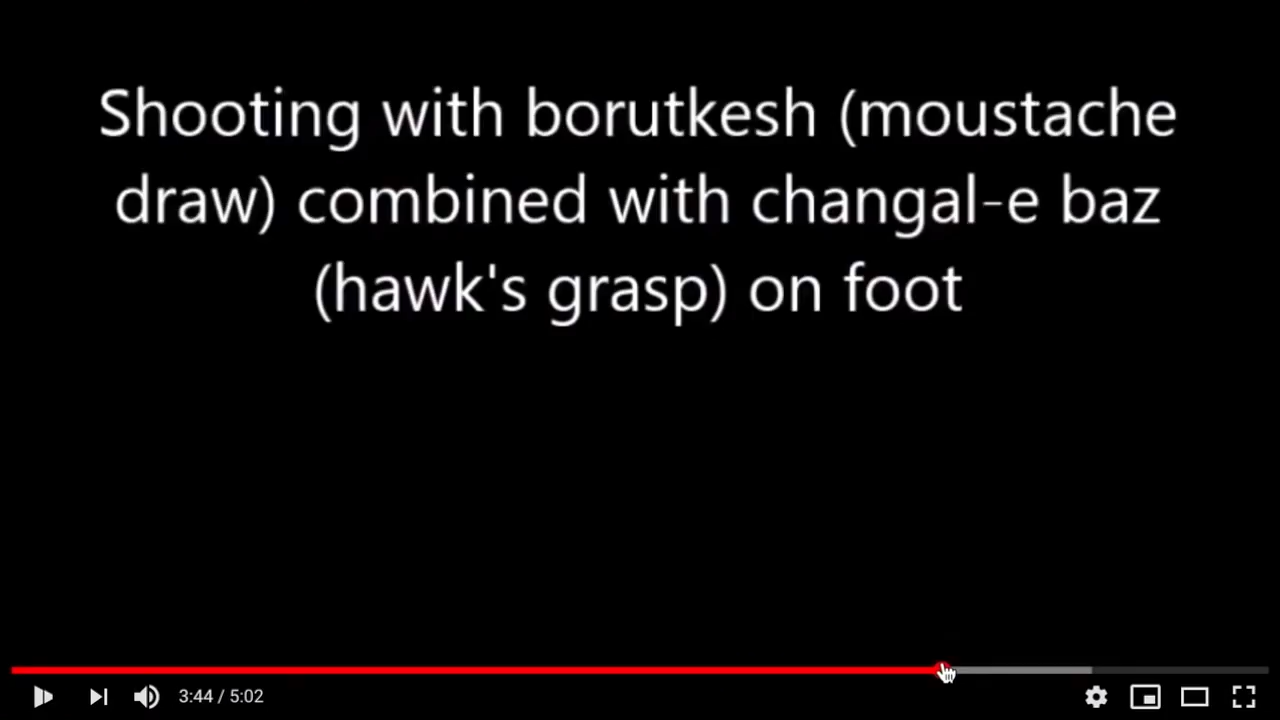 Shooting with borutkesh (moustache
draw) combined with changal-e baz
(hawk's grasp) on foot
3:44 / 5:02